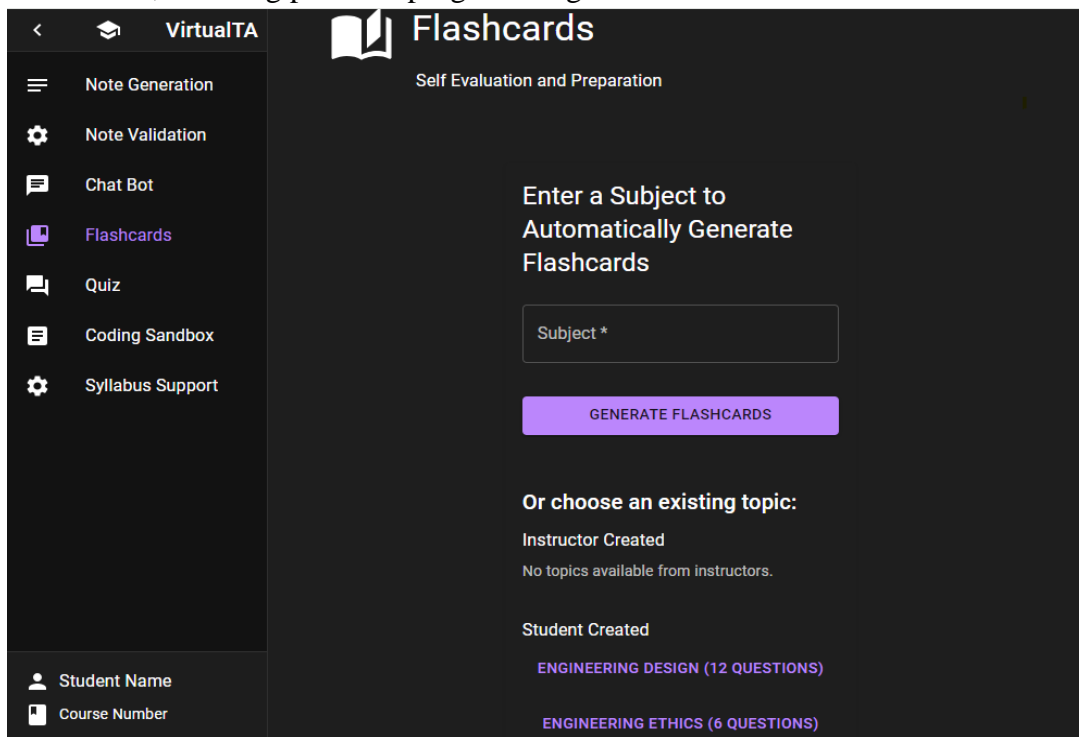 VirtualTA
Note Generation
Note Validation
Chat Bot
Flashcards
Quiz
Coding Sandbox
Syllabus Support
Student Name
Course Number
Flashcards
Self Evaluation and Preparation
Enter a Subject to
Automatically Generate
Flashcards
Subject *
GENERATE FLASHCARDS
Or choose an existing topic:
Instructor Created
No topics available from instructors.
Student Created
ENGINEERING DESIGN (12 QUESTIONS)
ENGINEERING ETHICS (6 QUESTIONS)